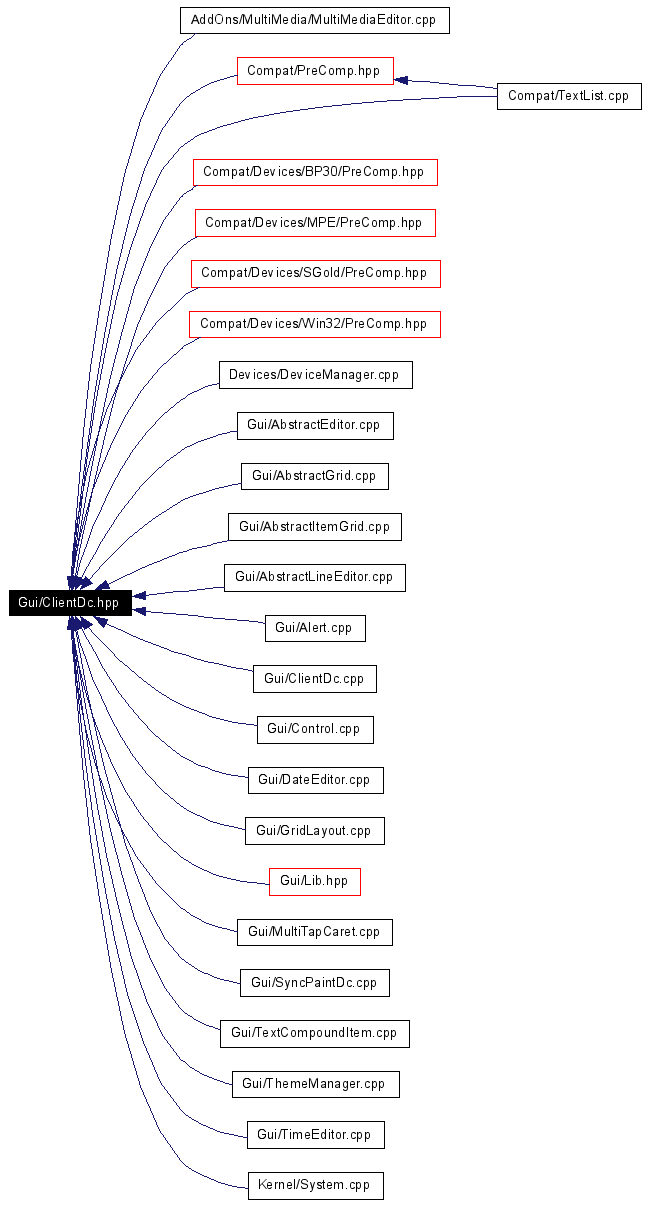 AddOns/MultiMedia/MultiMediaEditor.cpp
Compat/PreComp.hpp
Compat/TextList.cpp
Compat/Devices/BP30/PreComp.hpp
Compat/Devices/MPE/PreComp.hpp
Compat/Devices/SGold/PreComp.hpp
Compat/Devices/Win32/PreComp.hpp
Devices/DeviceManager.cpp
Gui/AbstractEditor.cpp
Gui/AbstractGrid.cpp
Gui/AbstractItemGrid.cpp
Gui/AbstractLineEditor.cpp
Gui/ClientDc.hpp
Gui/Alert.cpp
Gui/ClientDc.cpp
Gui/Control.cpp
Gui/DateEditor.cpp
Gui/GridLayout.cpp
Gui/Lib.hpp
Gui/MultiTapCaret.cpp
Gui/SyncPaintDc.cpp
Gui/TextCompoundItem.cpp
Gui/ThemeManager.cpp
Gui/TimeEditor.cpp
Kernel/System.cpp